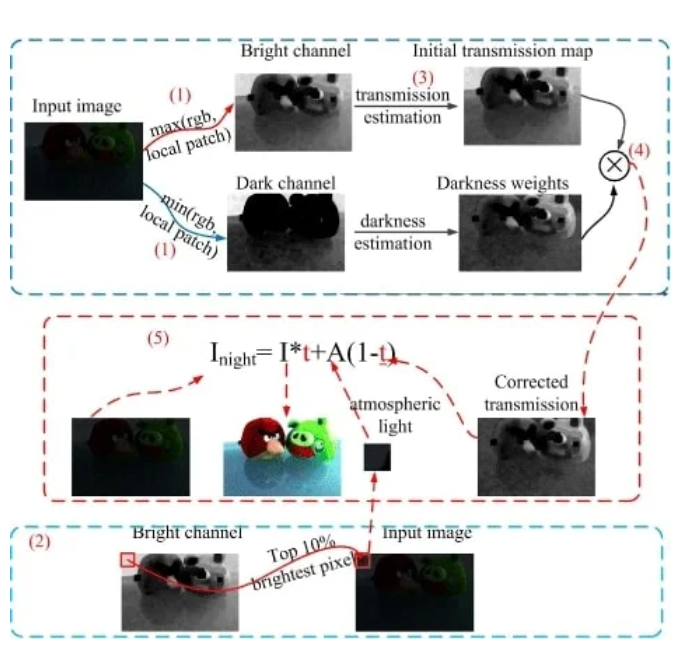 Bright channel
Initial transmission map
Input image
(1)
max(rgb,
local patch)
(3)
transmission
estimation
(4)
Dark channel
Darkness weights
min(rgb,
local patch)
(1)
darkness
estimation
(5)
I_night= I*t+A(1-t)
Corrected
transmission
atmospheric
light
(2)
Bright channel
Input image
Top 10%
brightest pixel